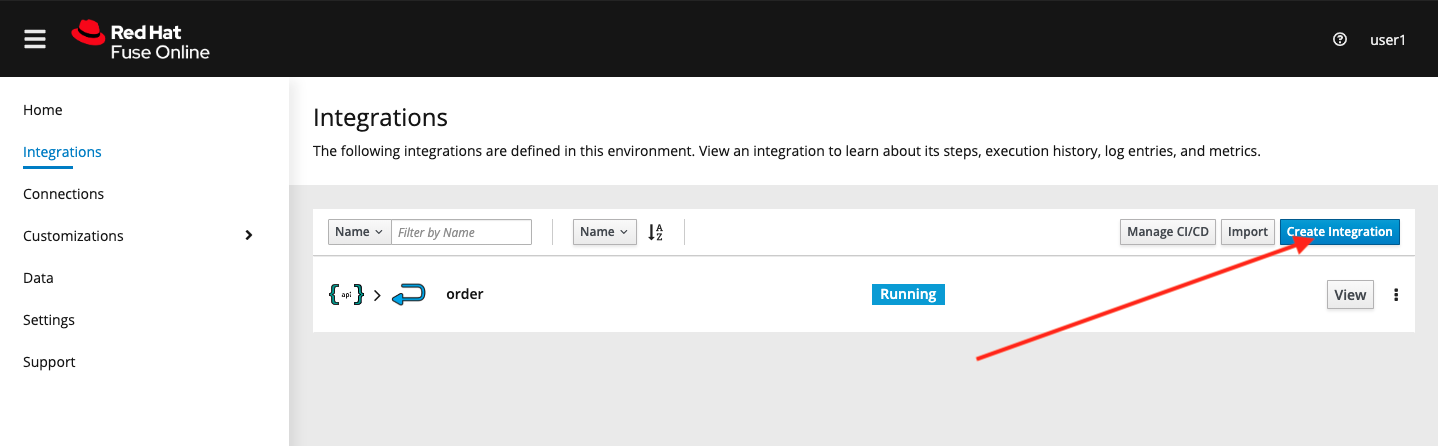 Red Hat
Fuse Online
user1
Home
Integrations
Connections
Customizations
Data
Settings
Support
Integrations
The following integrations are defined in this environment. View an integration to learn about its steps, execution history, log entries, and metrics.
Name Filter by Name Name A Z Manage CI/CD Import Create Integration
{api} order Running View